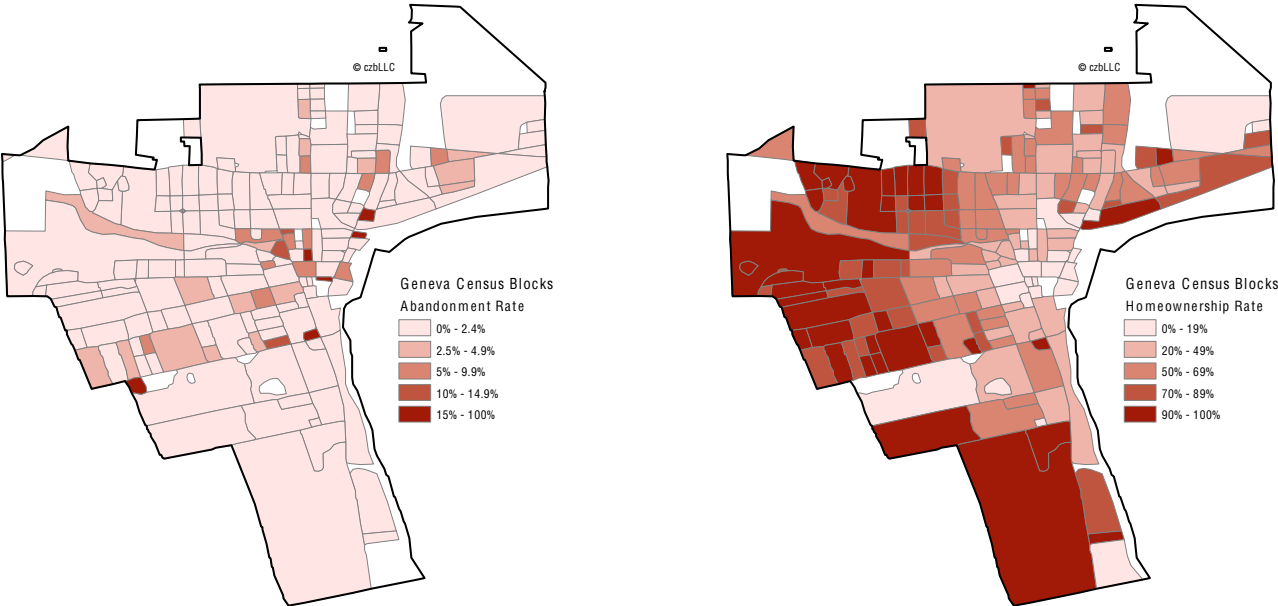 © czbLLC
Geneva Census Blocks
Abandonment Rate
0% - 2.4%
2.5% - 4.9%
5% - 9.9%
10% - 14.9%
15% - 100%
© czbLLC
Geneva Census Blocks
Homeownership Rate
0% - 19%
20% - 49%
50% - 69%
70% - 89%
90% - 100%